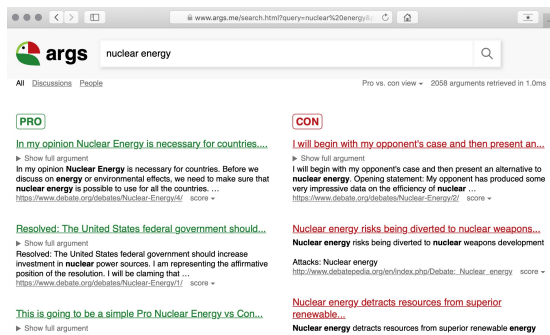 www.args.me/search.html?query=nuclear%20energy&
args
nuclear energy
All Discussions People
Pro vs. con view 2058 arguments retrieved in 1.0ms
PRO
In my opinion Nuclear Energy is necessary for countries....
Show full argument
In my opinion Nuclear Energy is necessary for countries. Before we
discuss on energy or environmental effects, we need to make sure that
nuclear energy is possible to use for all the countries. ...
https://www.debate.org/debates/Nuclear-Energy/4/ score
Resolved: The United States federal government should...
Show full argument
Resolved: The United States federal government should increase
investment in nuclear power sources. I am representing the affirmative
position of the resolution. I will be claming that ...
https://www.debate.org/debates/Nuclear-Energy/1/ score
This is going to be a simple Pro Nuclear Energy vs Con...
Show full argument
CON
I will begin with my opponent's case and then present an...
Show full argument
I will begin with my opponent's case and then present an alternative to
nuclear energy. Opening statement: My opponent has produced some
very impressive data on the efficiency of nuclear ...
https://www.debate.org/debates/Nuclear-Energy/2/ score
Nuclear energy risks being diverted to nuclear weapons...
Nuclear energy risks being diverted to nuclear weapons development
Attacks: Nuclear energy
http://www.debatepedia.org/en/index.php/Debate:_Nuclear_energy score
Nuclear energy detracts resources from superior
renewable...
Nuclear energy detracts resources from superior renewable energy